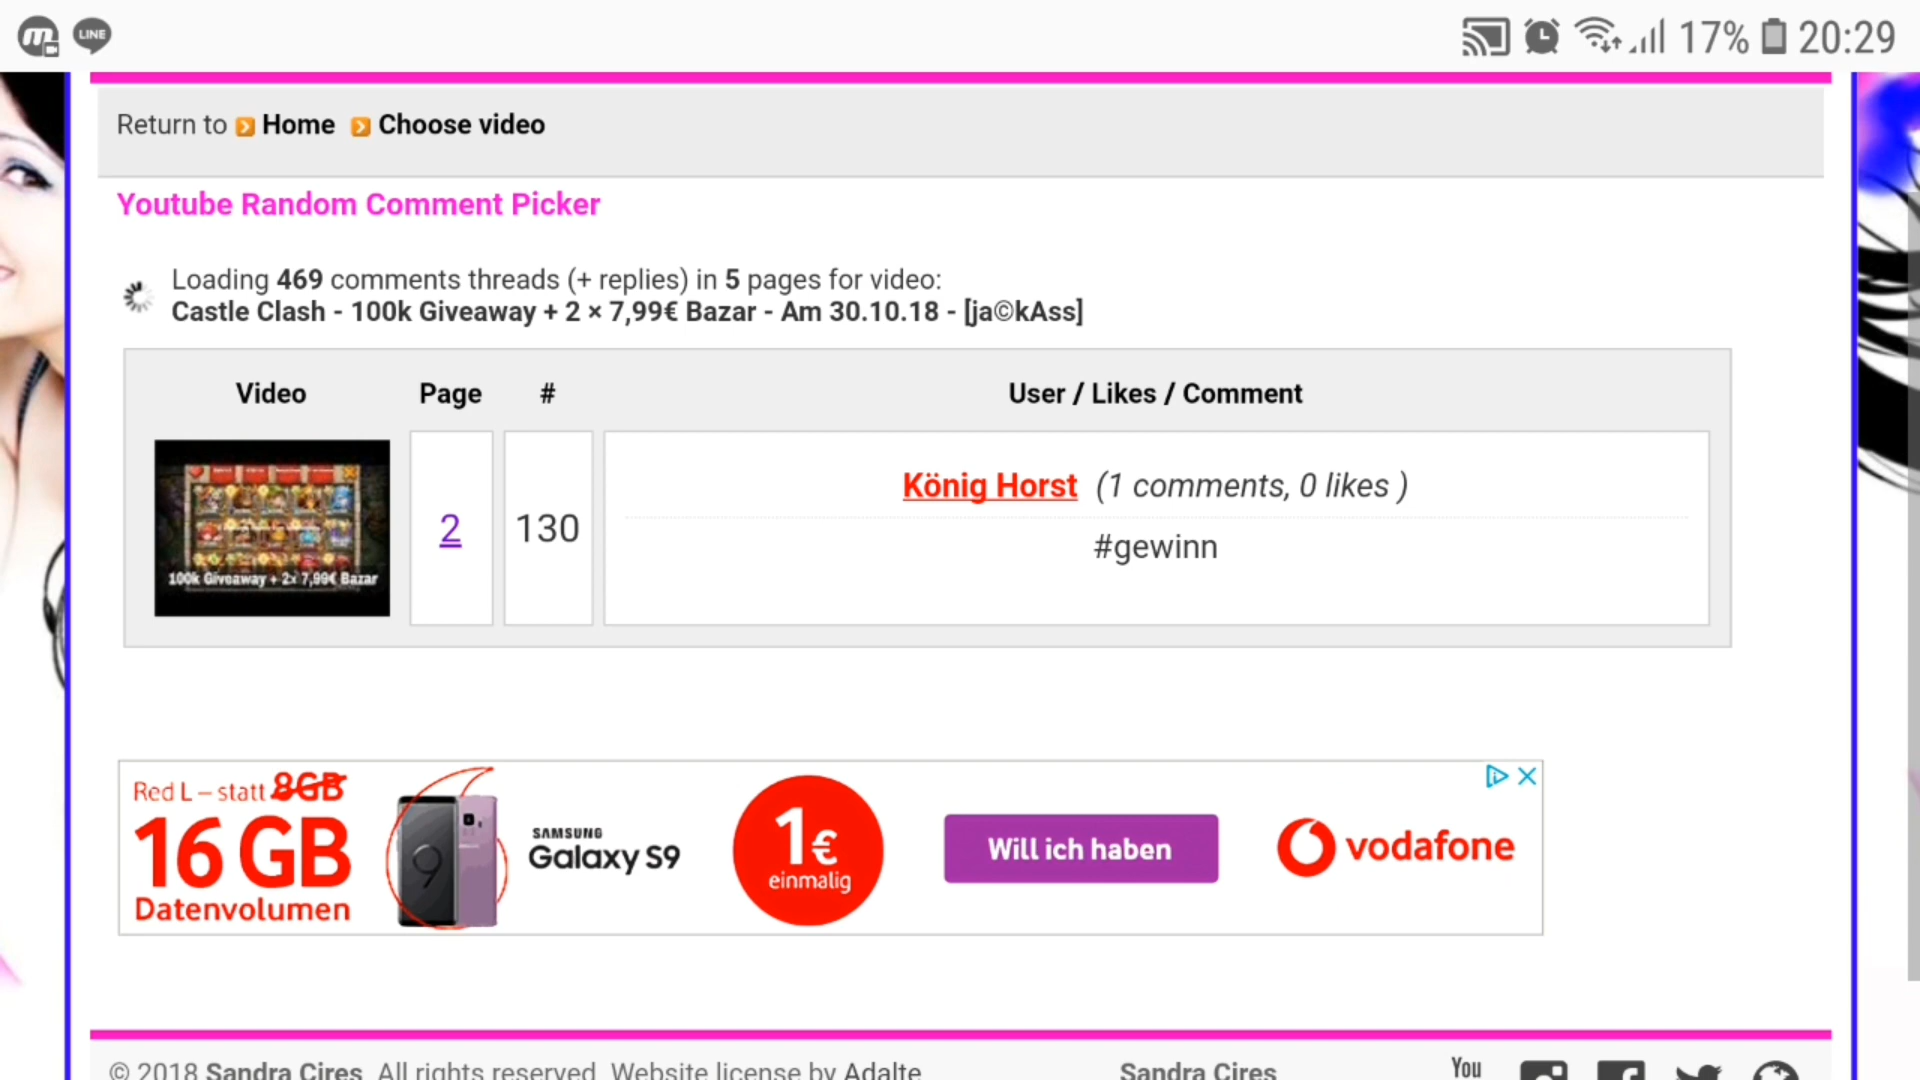 LINE
17% 20:29
Return to Home Choose video
Youtube Random Comment Picker
Loading 469 comments threads (+ replies) in 5 pages for video:
Castle Clash - 100k Giveaway + 2 × 7,99€ Bazar - Am 30.10.18 - [ja©kAss]
Video Page # User / Likes / Comment
100k Giveaway + 2x 7,99€ Bazar
2 130
König Horst (1 comments, 0 likes )
#gewinn
Red L – statt 8GB
16 GB
Datenvolumen
9
SAMSUNG
Galaxy S9
1€
einmalig
Will ich haben
vodafone
© 2018 Sandra Cires. All rights reserved. Website license by Adalte
Sandra Cires
You